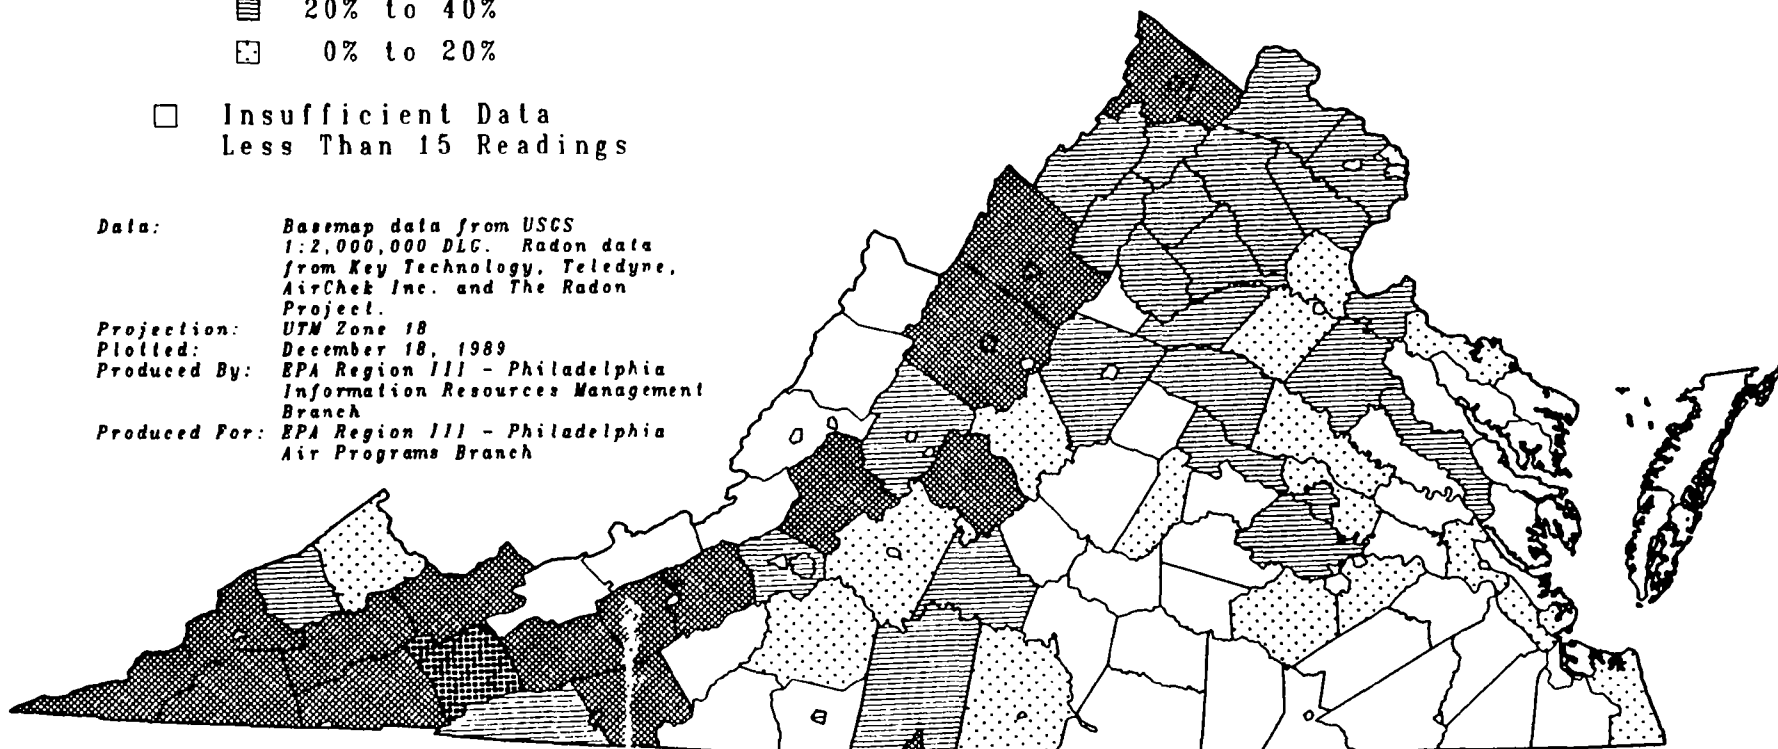 20% to 40%
0% to 20%
Insufficient Data
Less Than 15 Readings
Data: Basemap data from USGS
1:2,000,000 DLG. Radon data
from Key Technology, Teledyne,
AirChek Inc. and The Radon
Project.
Projection: UTM Zone 18
Plotted: December 18, 1989
Produced By: EPA Region III - Philadelphia
Information Resources Management
Branch
Produced For: EPA Region III - Philadelphia
Air Programs Branch